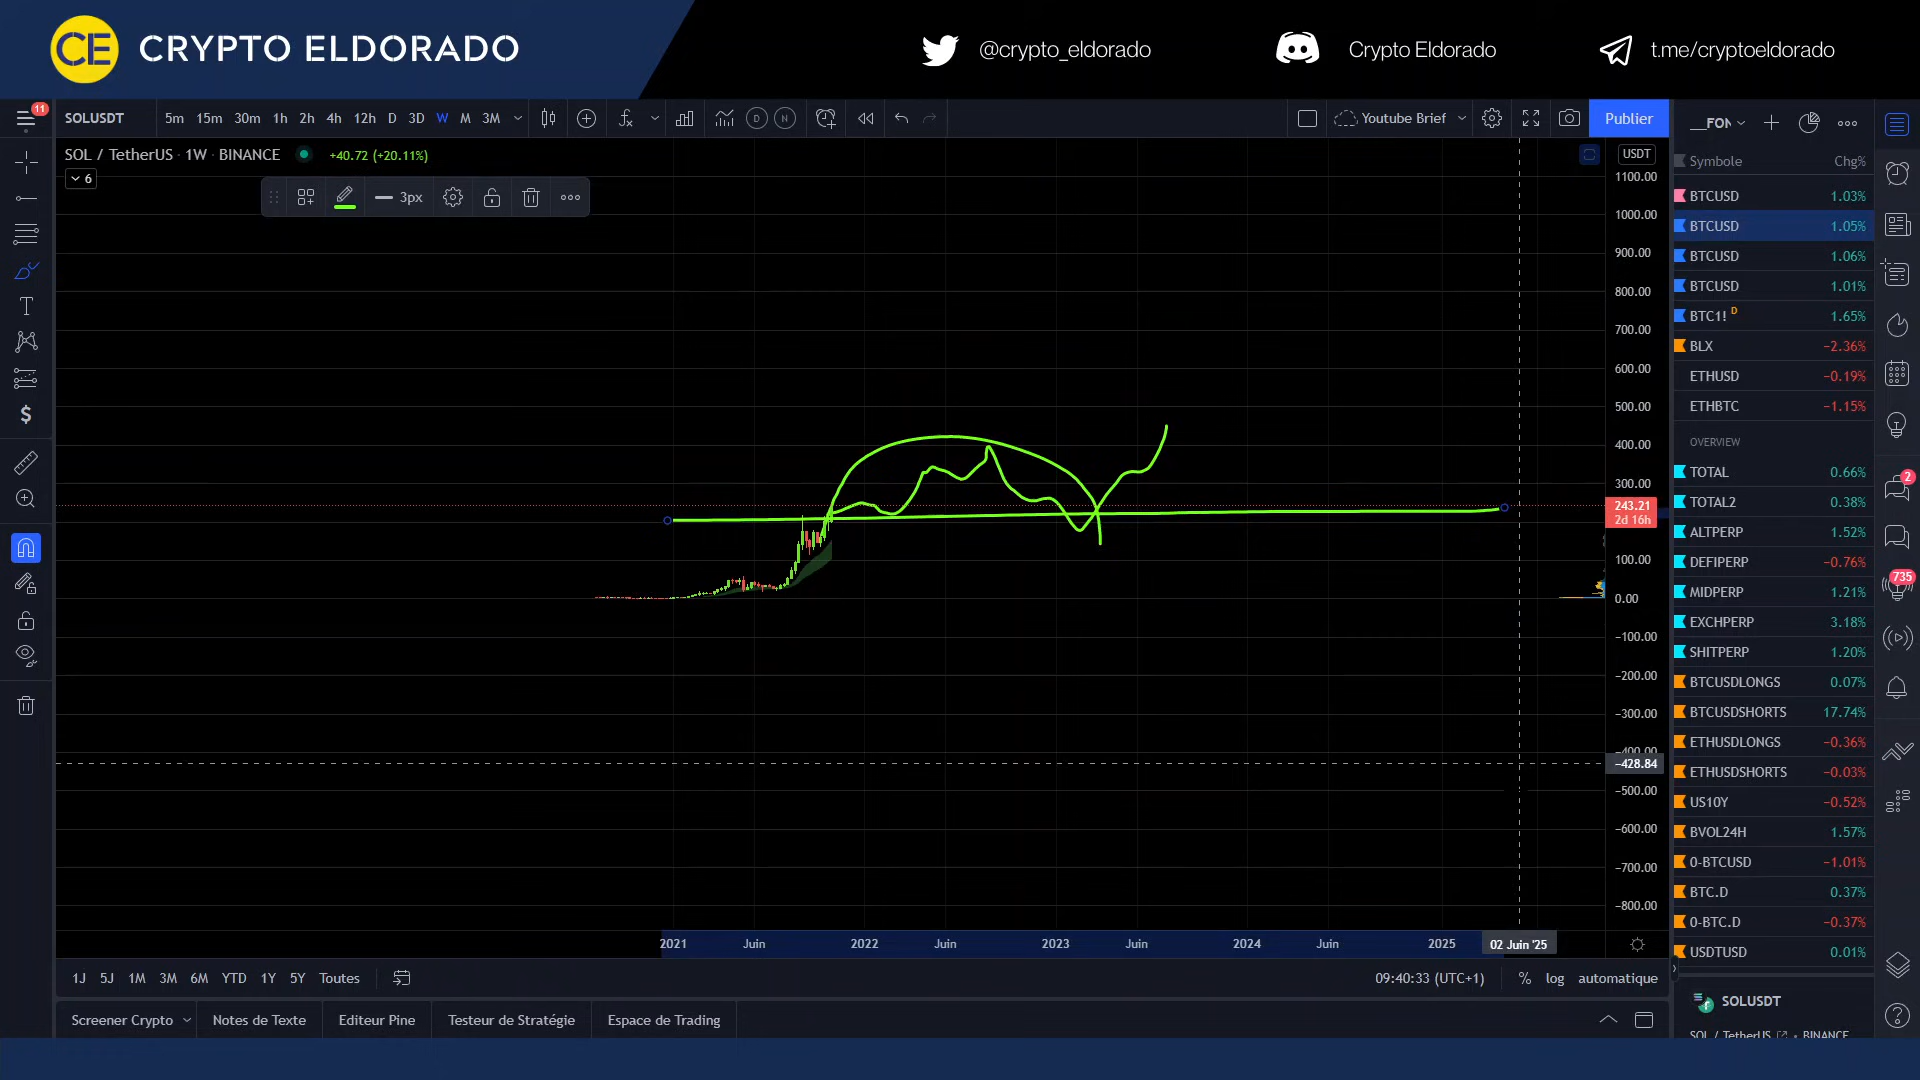 CE CRYPTO ELDORADO
@crypto_eldorado
Crypto Eldorado
t.me/cryptoeldorado
11
SOLUSDT
5m 15m 30m 1h 2h 4h 12h D 3D W M 3M
D N
Youtube Brief
Publier
__FON
SOL / TetherUS · 1W · BINANCE
+40.72 (+20.11%)
6
3px
USDT
1100.00
1000.00
900.00
800.00
700.00
600.00
500.00
400.00
300.00
243.21
2d 16h
100.00
0.00
−100.00
−200.00
−300.00
−400.00
−428.84
−500.00
−600.00
−700.00
−800.00
2021 Juin 2022 Juin 2023 Juin 2024 Juin 2025 02 Juin '25
1J 5J 1M 3M 6M YTD 1Y 5Y Toutes
09:40:33 (UTC+1) % log automatique
Screener Crypto Notes de Texte Editeur Pine Testeur de Stratégie Espace de Trading
Symbole Chg%
BTCUSD 1.03%
BTCUSD 1.05%
BTCUSD 1.06%
BTCUSD 1.01%
BTC1! D 1.65%
BLX −2.36%
ETHUSD −0.19%
ETHBTC −1.15%
OVERVIEW
TOTAL 0.66%
TOTAL2 0.38%
ALTPERP 1.52%
DEFIPERP −0.76%
MIDPERP 1.21%
EXCHPERP 3.18%
SHITPERP 1.20%
BTCUSDLONGS 0.07%
BTCUSDSHORTS 17.74%
ETHUSDLONGS −0.36%
ETHUSDSHORTS −0.03%
US10Y −0.52%
BVOL24H 1.57%
0-BTCUSD −1.01%
BTC.D 0.37%
0-BTC.D −0.37%
USDTUSD 0.01%
SOLUSDT
SOL / TetherUS • BINANCE
2
735